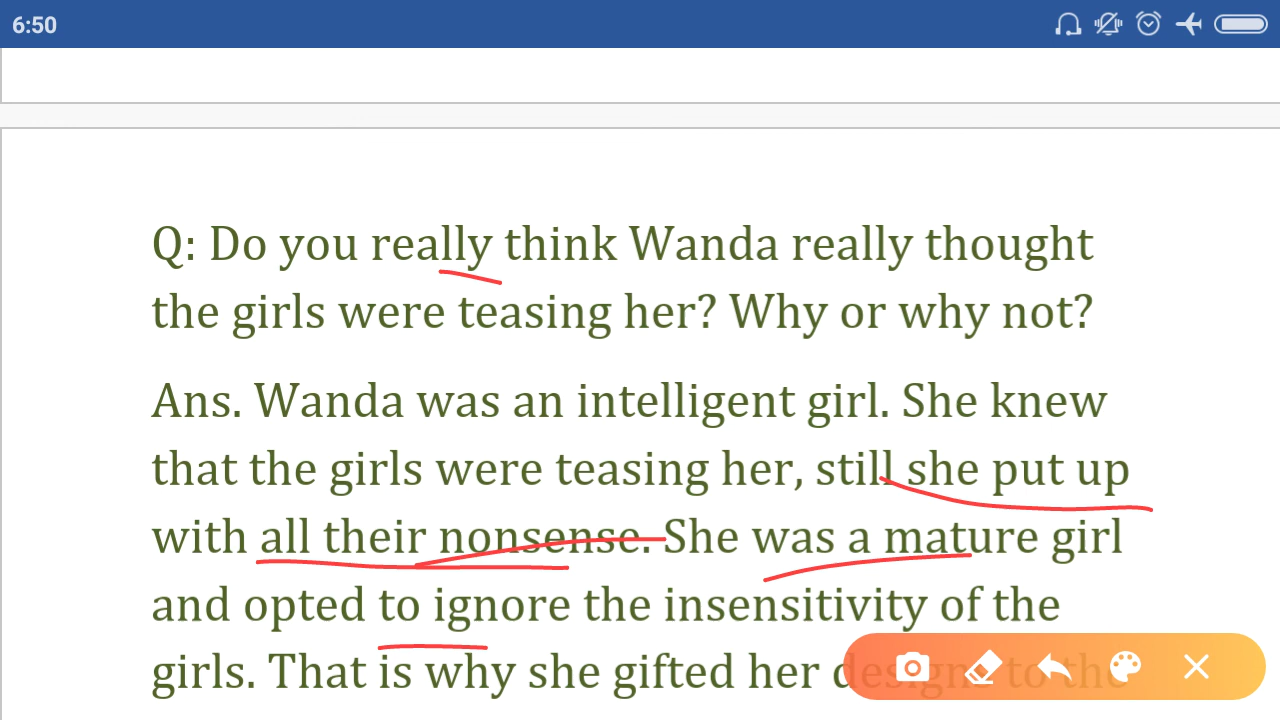 6:50
Q: Do you really think Wanda really thought
the girls were teasing her? Why or why not?
Ans. Wanda was an intelligent girl. She knew
that the girls were teasing her, still she put up
with all their nonsense. She was a mature girl
and opted to ignore the insensitivity of the
girls. That is why she gifted her designs to the